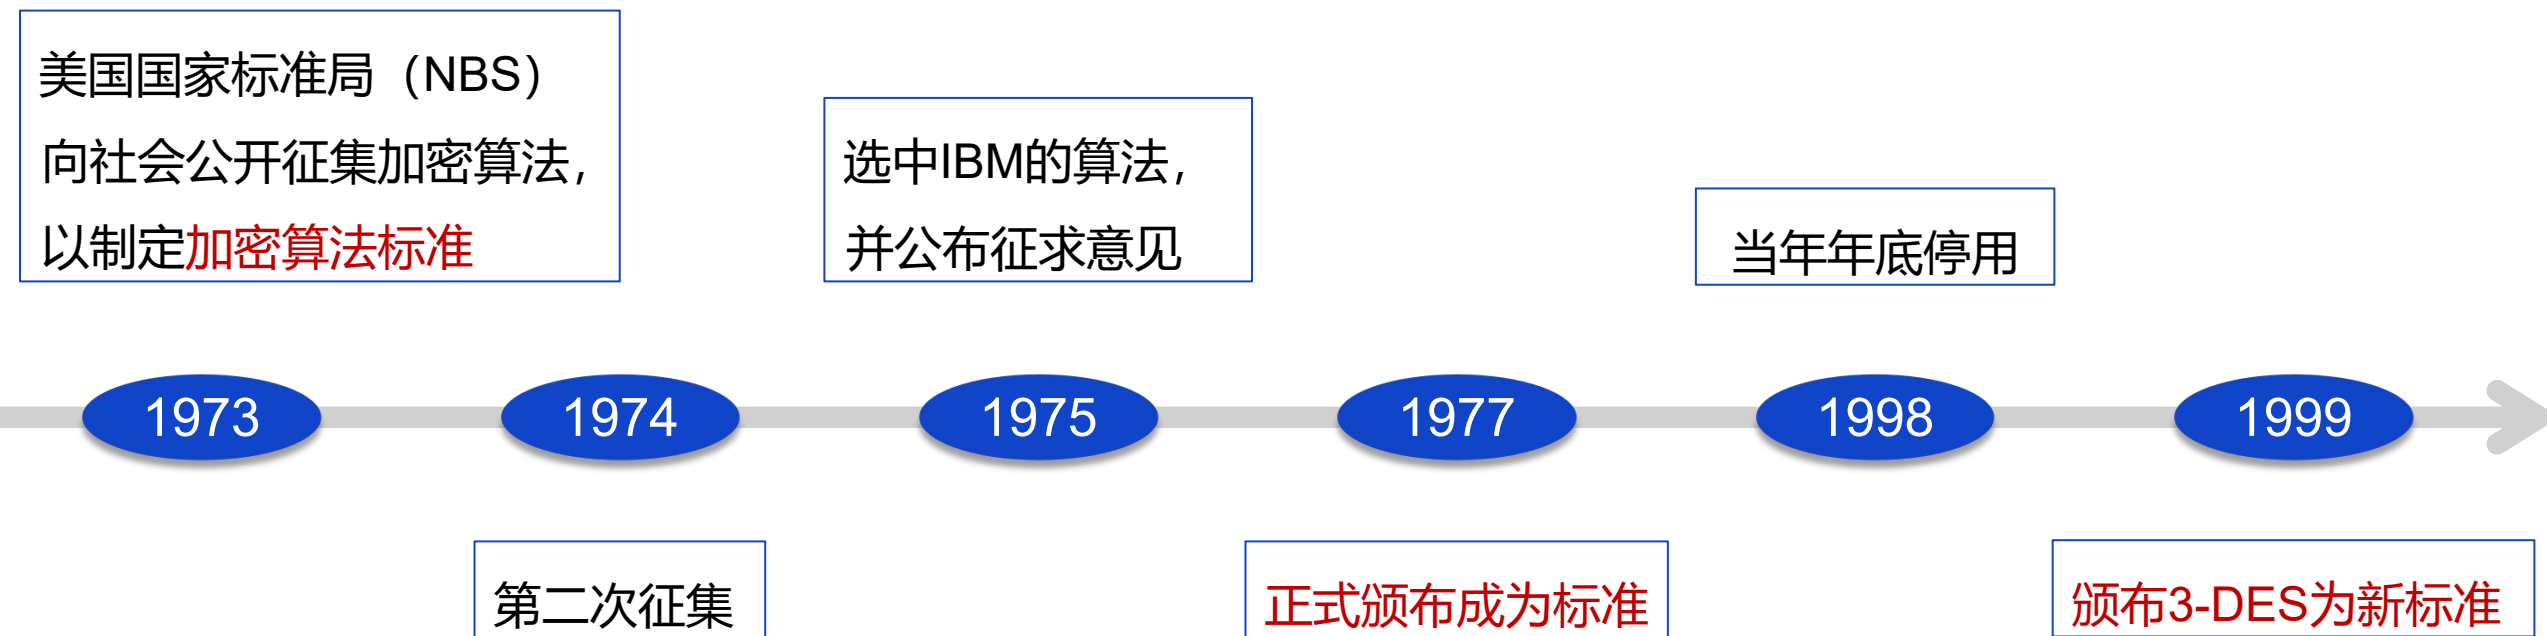 美国国家标准局（NBS）
向社会公开征集加密算法，
以制定加密算法标准
选中IBM的算法，
并公布征求意见
当年年底停用
1973
1974
1975
1977
1998
1999
第二次征集
正式颁布成为标准
颁布3-DES为新标准